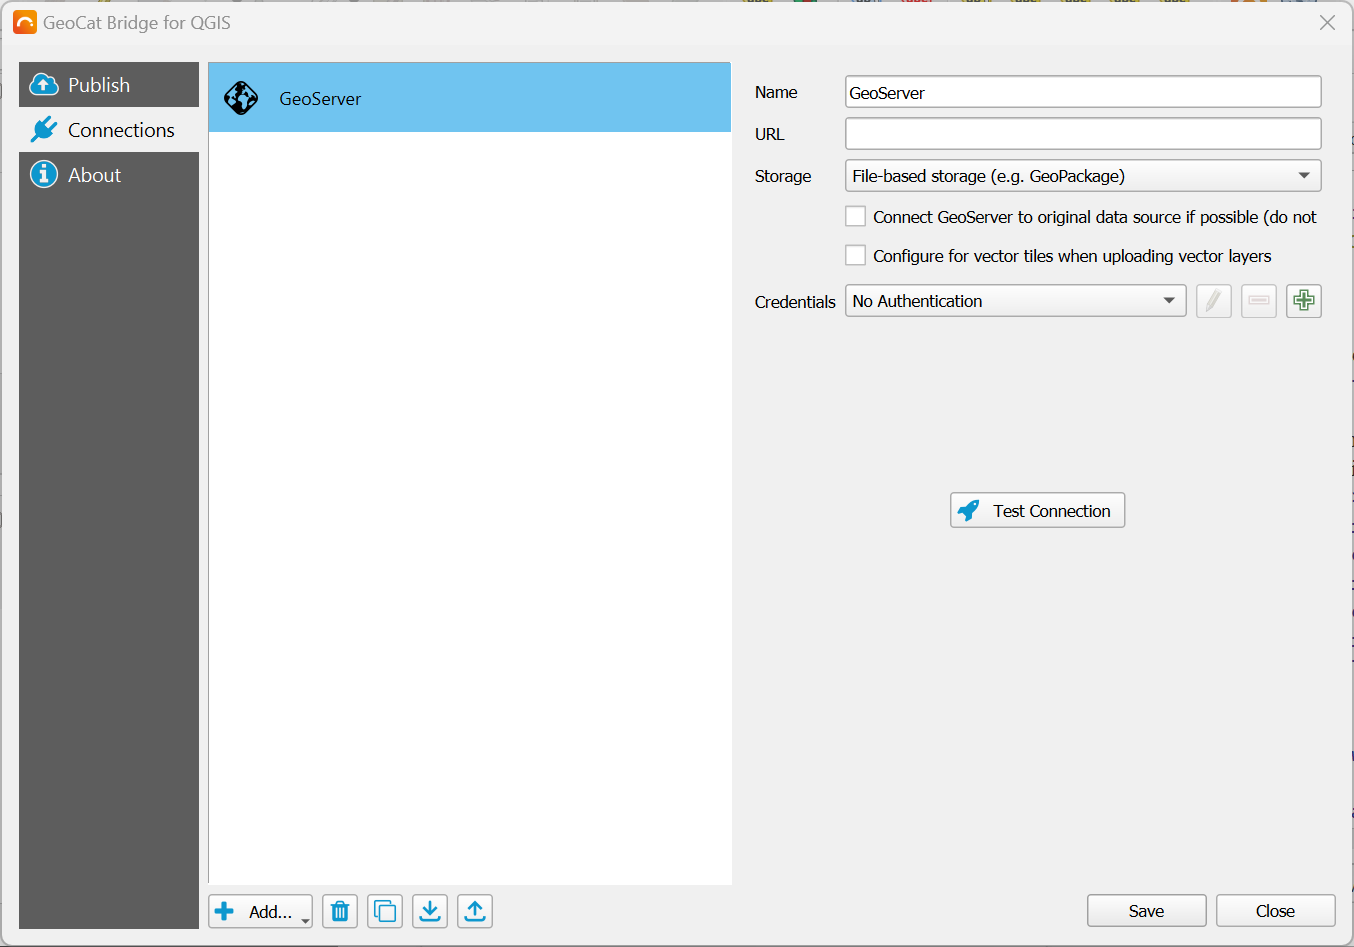 GeoCat Bridge for QGIS
Publish
Connections
About
GeoServer
Name
GeoServer
URL
Storage
File-based storage (e.g. GeoPackage)
Connect GeoServer to original data source if possible (do not
Configure for vector tiles when uploading vector layers
Credentials
No Authentication
Test Connection
Add...
Save
Close